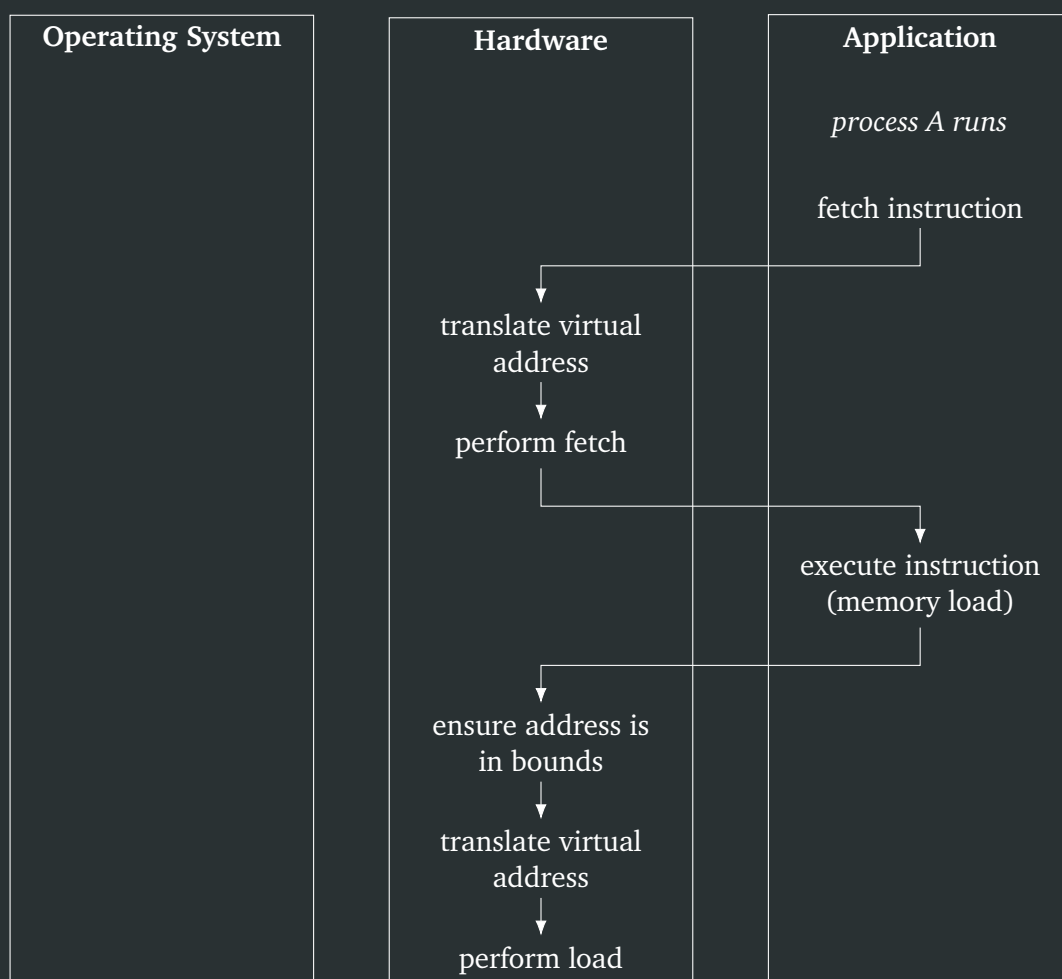 Operating System
Hardware
Application
process A runs
fetch instruction
translate virtual
address
perform fetch
execute instruction
(memory load)
ensure address is
in bounds
translate virtual
address
perform load